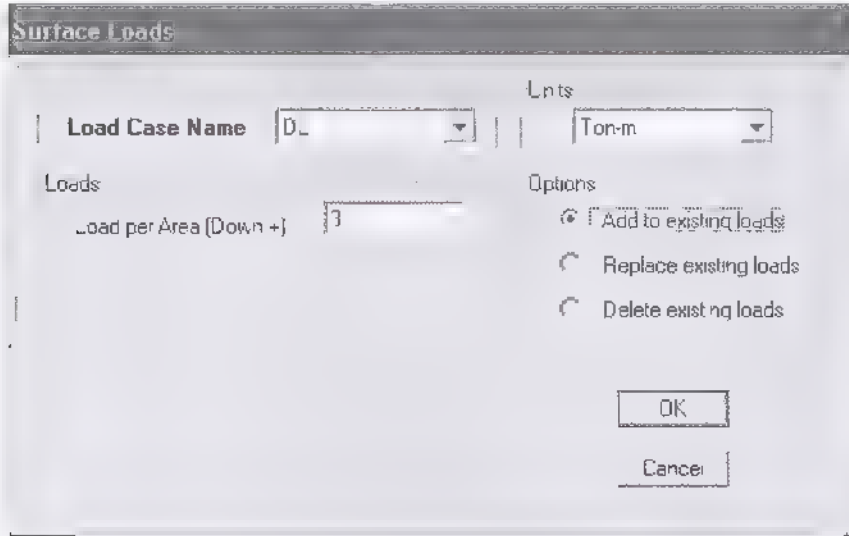 Surface Loads
Units
Load Case Name DL Ton-m
Loads Options
Load per Area (Down +) 3 Add to existing loads
Replace existing loads
Delete existing loads
OK
Cancel